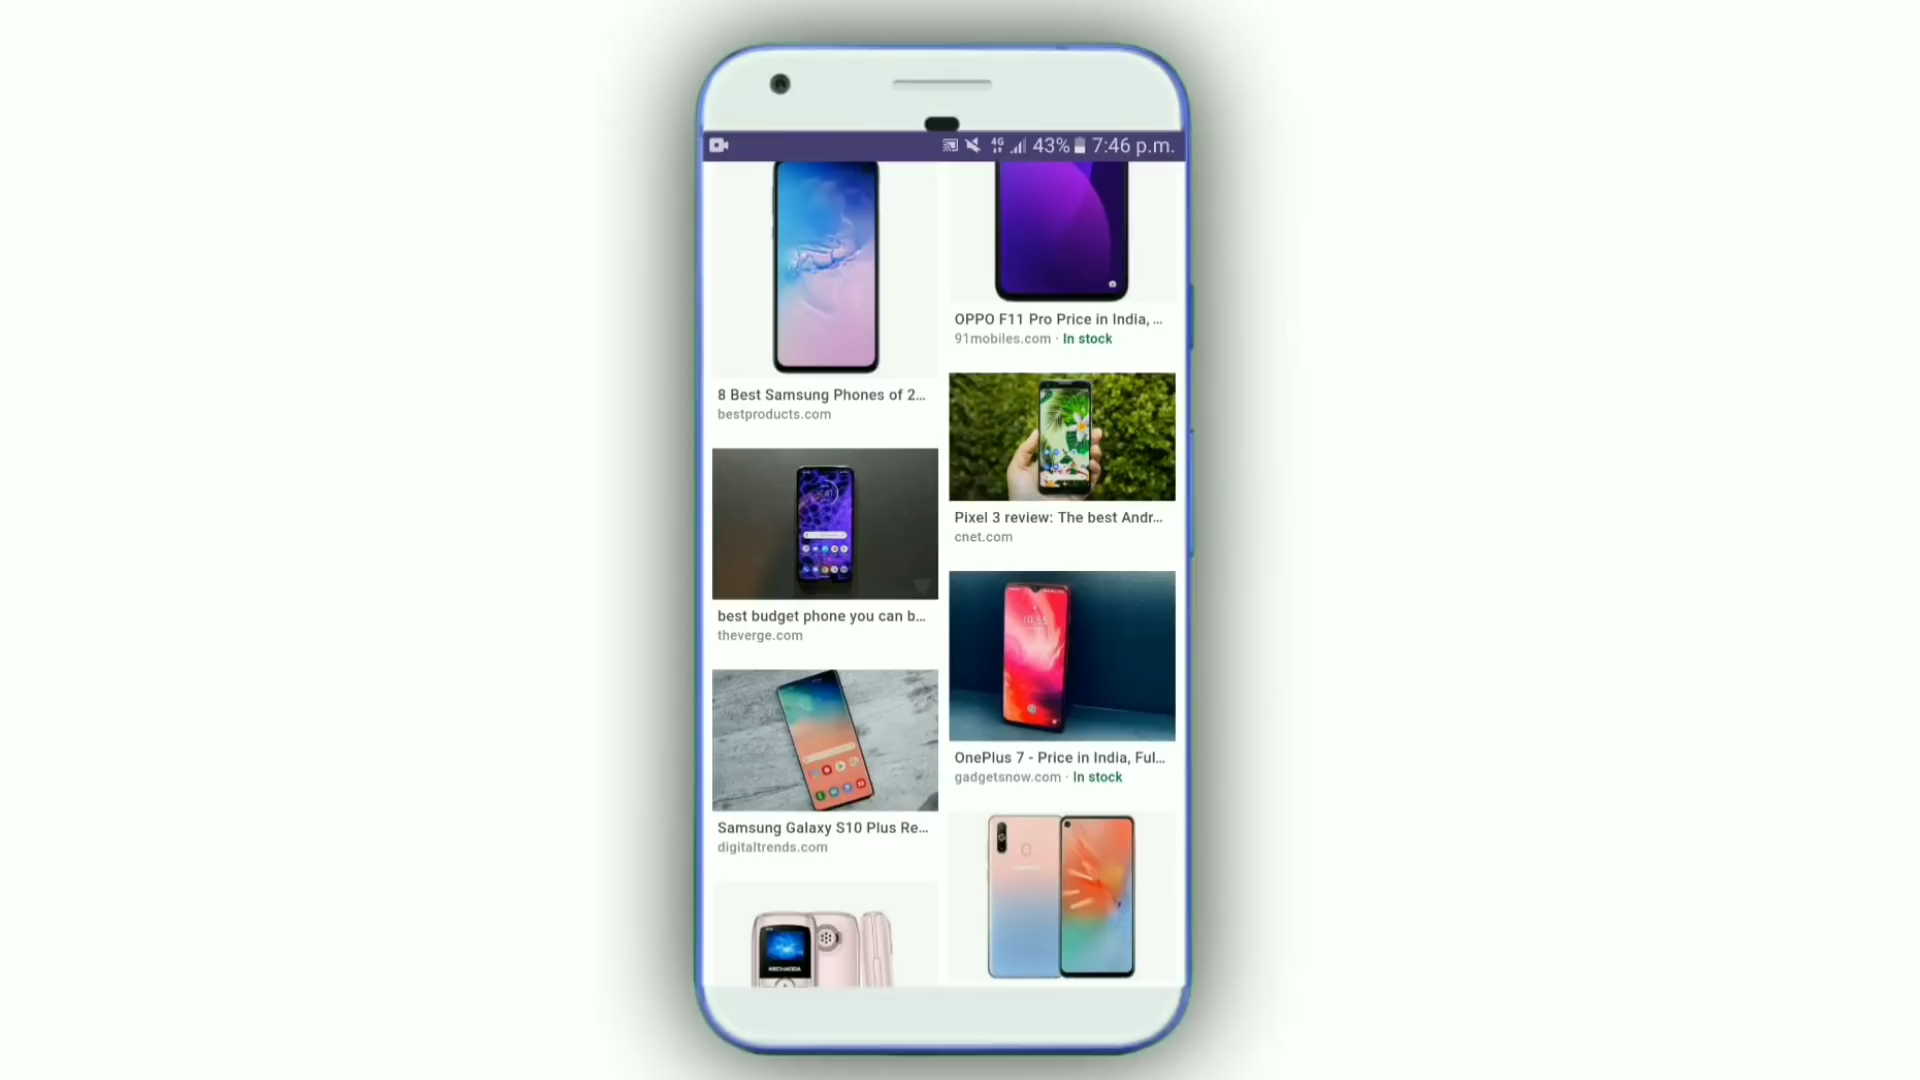 4G 43% 7:46 p.m.
8 Best Samsung Phones of 2...
bestproducts.com
OPPO F11 Pro Price in India, ...
91mobiles.com · In stock
Pixel 3 review: The best Andr...
cnet.com
best budget phone you can b...
theverge.com
OnePlus 7 - Price in India, Ful...
gadgetsnow.com · In stock
Samsung Galaxy S10 Plus Re...
digitaltrends.com